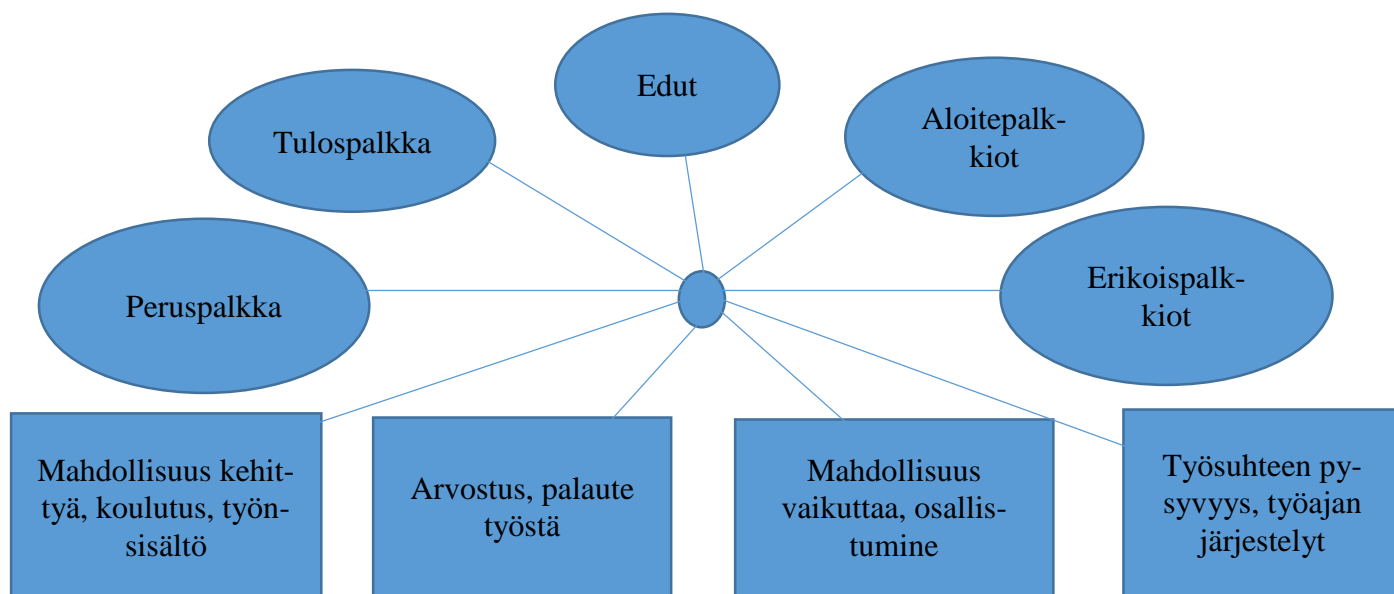 Edut
Tulospalkka
Aloitepalk-
kiot
Peruspalkka
Erikoispalk-
kiot
Mahdollisuus kehit-
tyä, koulutus, työn-
sisältö
Arvostus, palaute
työstä
Mahdollisuus
vaikuttaa, osallis-
tumine
Työsuhteen py-
syvyys, työajan
järjestelyt